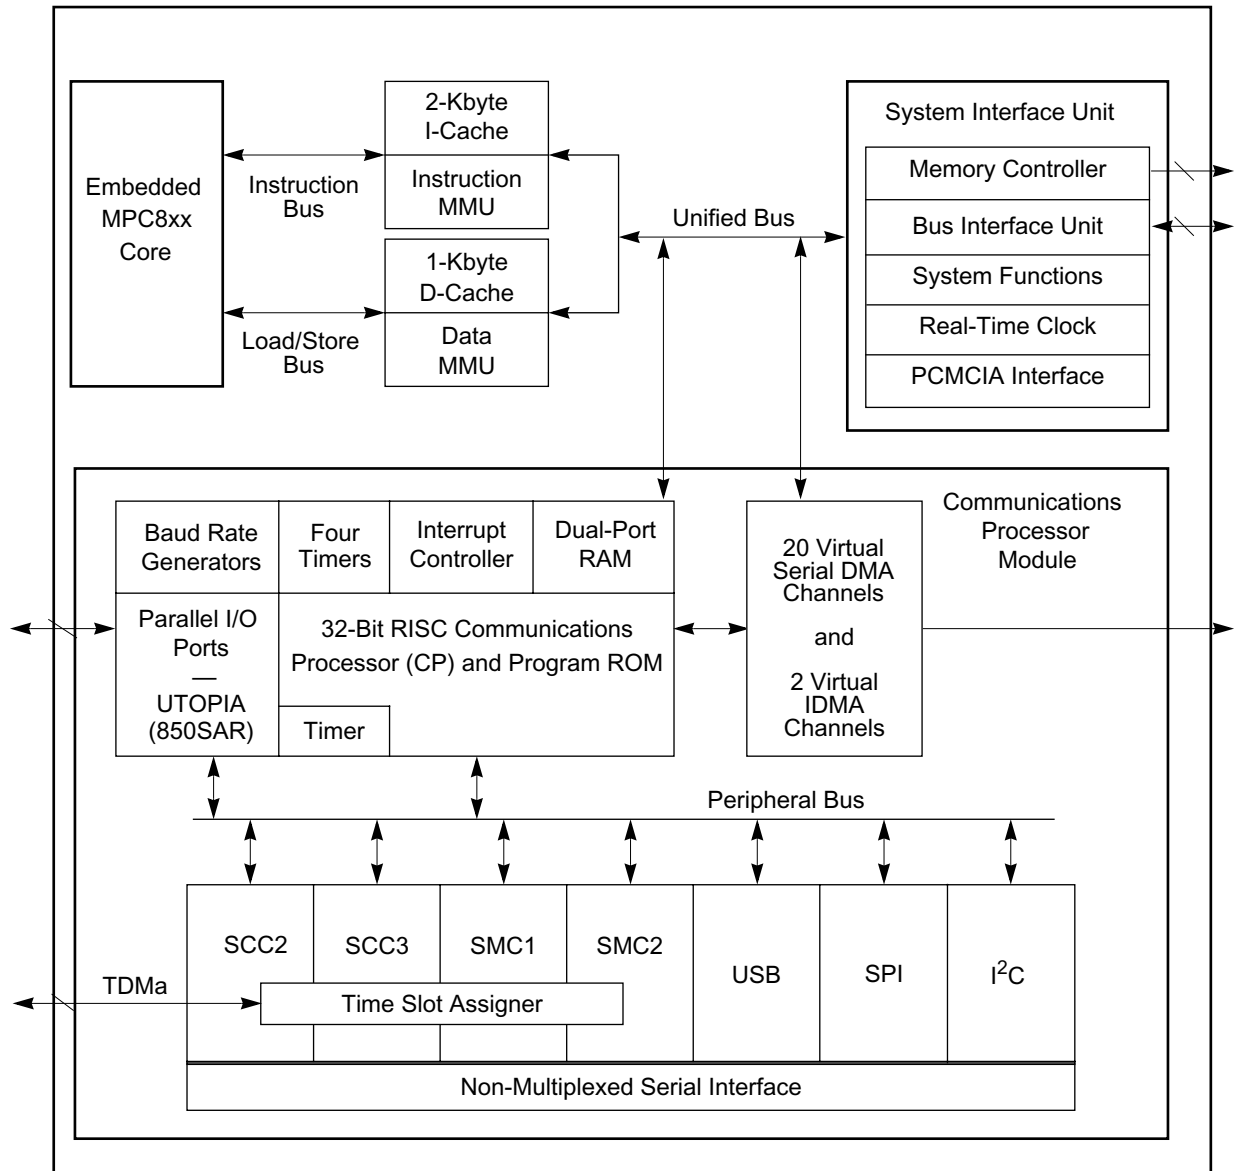 Embedded
MPC8xx
Core
Instruction
Bus
Load/Store
Bus
2-Kbyte
I-Cache
Instruction
MMU
1-Kbyte
D-Cache
Data
MMU
Unified Bus
System Interface Unit
Memory Controller
Bus Interface Unit
System Functions
Real-Time Clock
PCMCIA Interface
Communications
Processor
Module
Baud Rate
Generators
Four
Timers
Interrupt
Controller
Dual-Port
RAM
Parallel I/O
Ports
—
UTOPIA
(850SAR)
32-Bit RISC Communications
Processor (CP) and Program ROM
Timer
20 Virtual
Serial DMA
Channels
and
2 Virtual
IDMA
Channels
Peripheral Bus
SCC2
SCC3
SMC1
SMC2
USB
SPI
I²C
TDMa
Time Slot Assigner
Non-Multiplexed Serial Interface